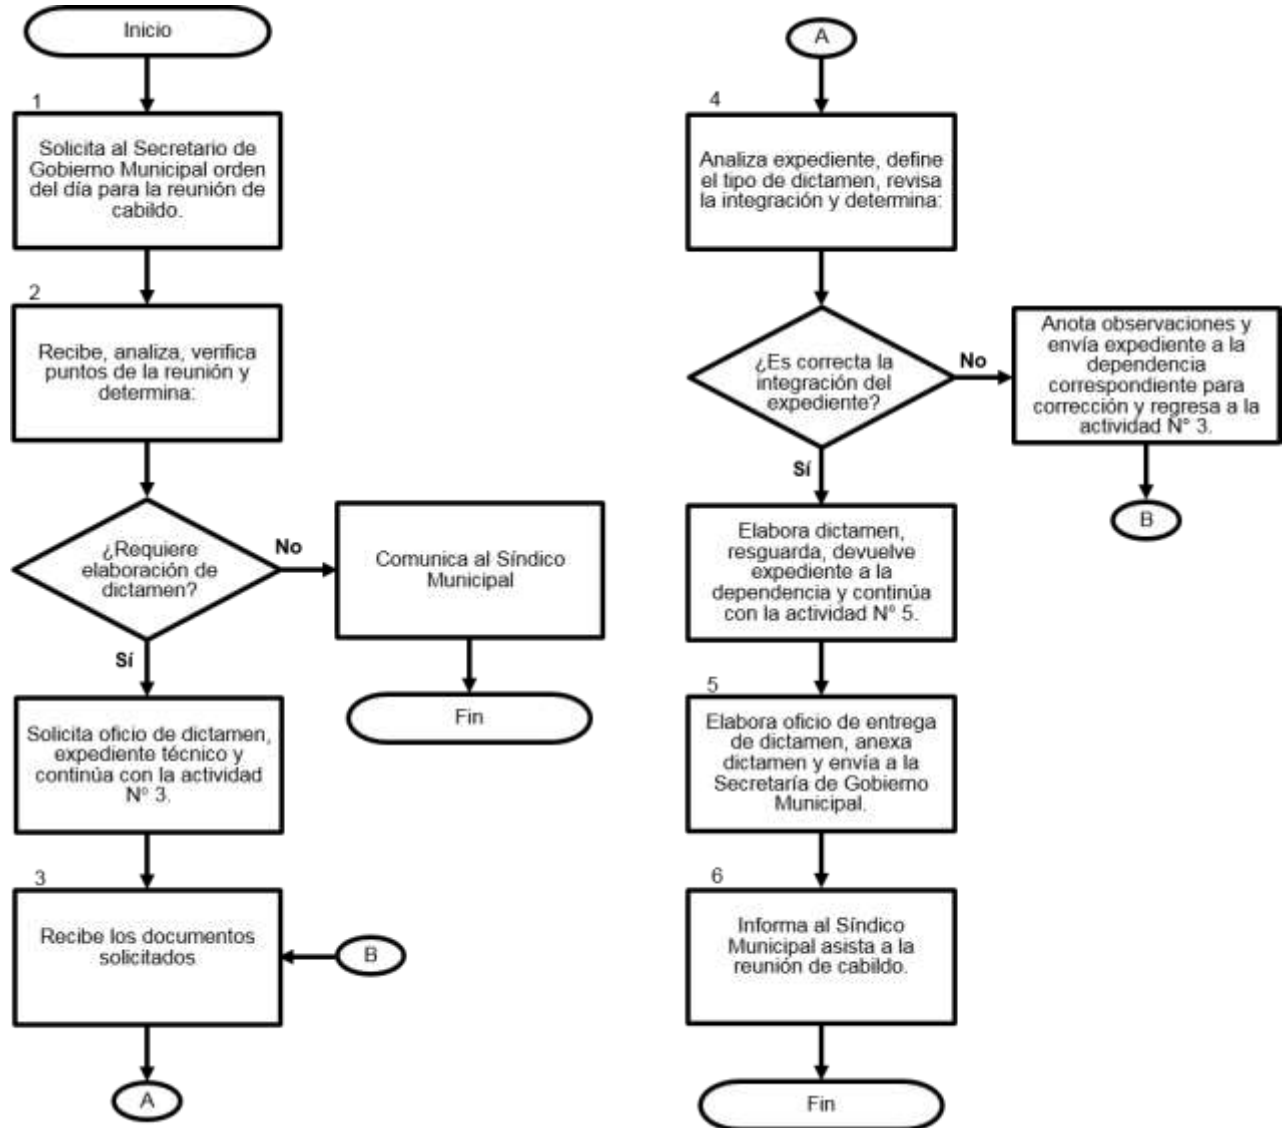 Inicio
1
Solicita al Secretario de
Gobierno Municipal orden
del día para la reunión de
cabildo.
2
Recibe, analiza, verifica
puntos de la reunión y
determina:
¿Requiere
elaboración de
dictamen?
No
Comunica al Síndico
Municipal
Fin
Sí
Solicita oficio de dictamen,
expediente técnico y
continúa con la actividad
N° 3.
3
Recibe los documentos
solicitados
B
A
A
4
Analiza expediente, define
el tipo de dictamen, revisa
la integración y determina:
¿Es correcta la
integración del
expediente?
No
Anota observaciones y
envía expediente a la
dependencia
correspondiente para
corrección y regresa a la
actividad N° 3.
B
Sí
Elabora dictamen,
resguarda, devuelve
expediente a la
dependencia y continúa
con la actividad N° 5.
5
Elabora oficio de entrega
de dictamen, anexa
dictamen y envía a la
Secretaría de Gobierno
Municipal.
6
Informa al Síndico
Municipal asista a la
reunión de cabildo.
Fin